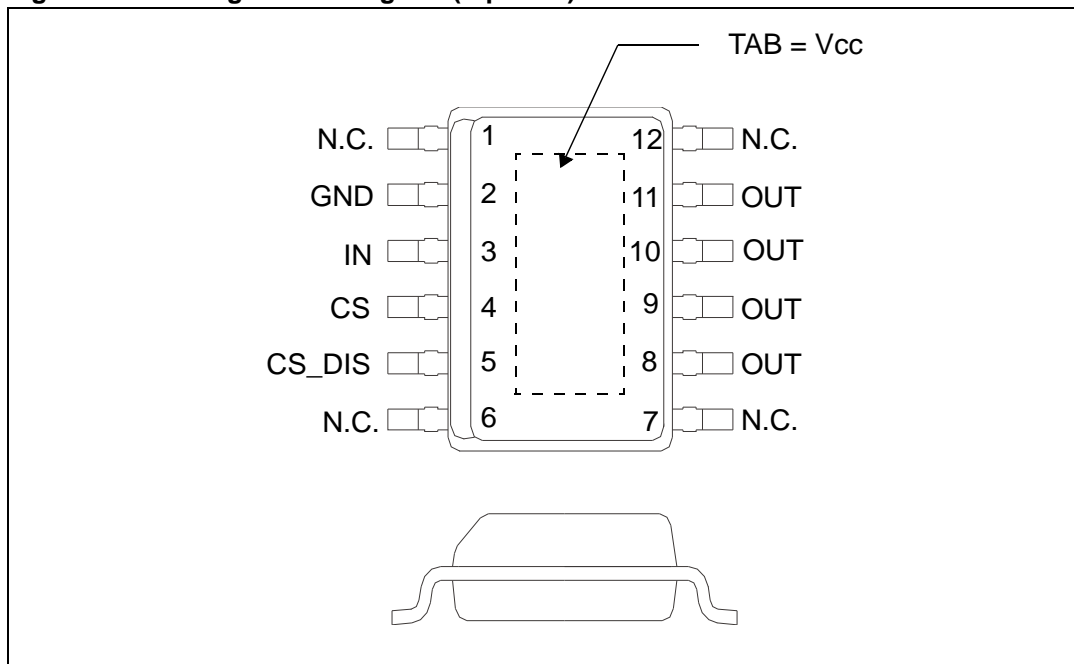 TAB = Vcc
N.C. 1 12 N.C.
GND 2 11 OUT
IN 3 10 OUT
CS 4 9 OUT
CS_DIS 5 8 OUT
N.C. 6 7 N.C.